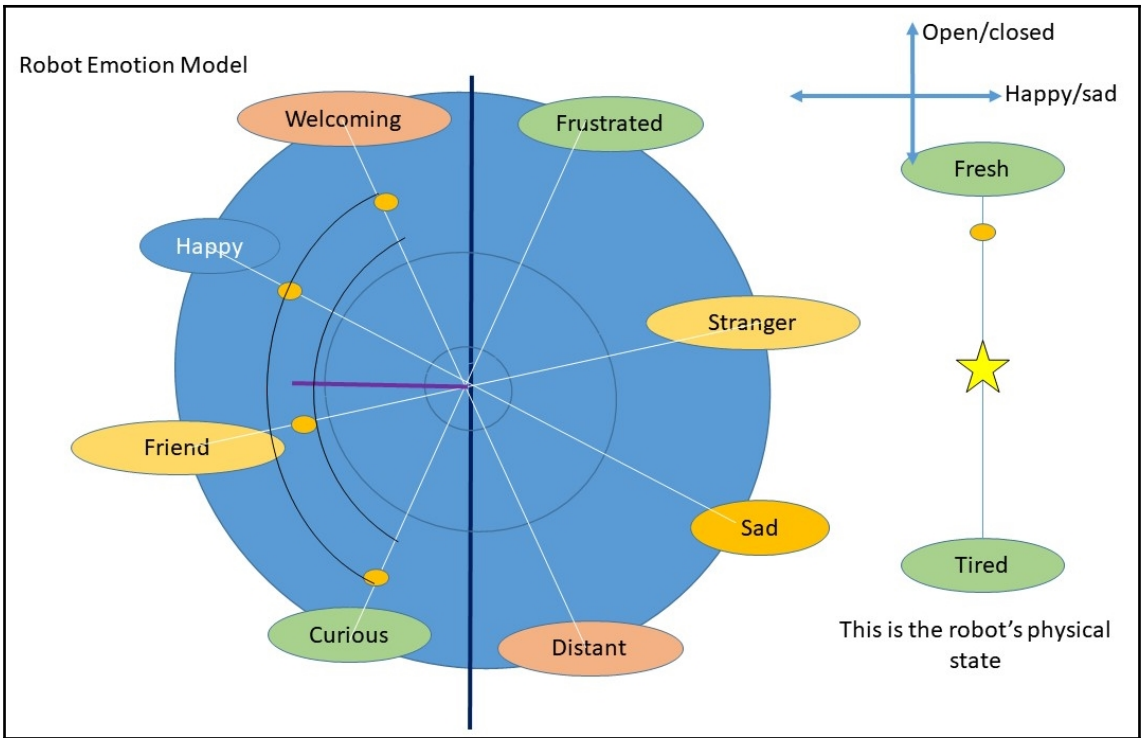 Robot Emotion Model
Open/closed
Happy/sad
Welcoming
Frustrated
Fresh
Happy
Stranger
Friend
Sad
Tired
Curious
Distant
This is the robot's physical
state